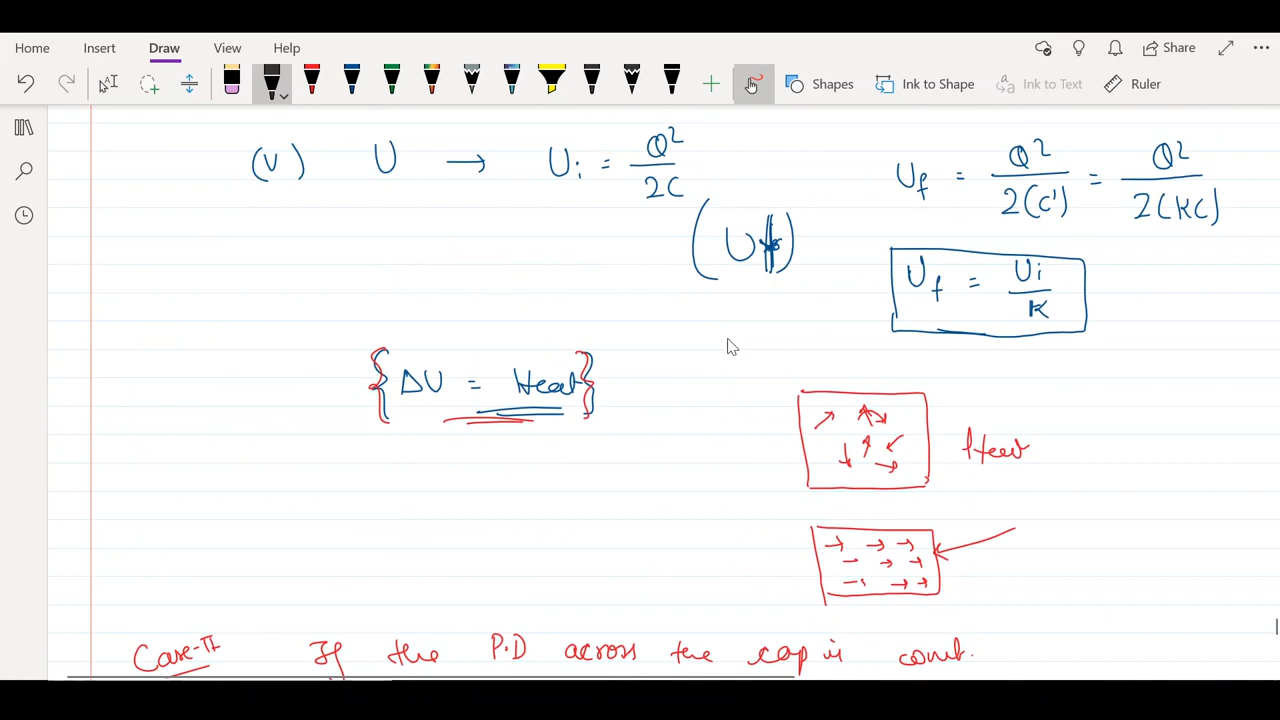 Home Insert Draw View Help Share
Shapes Ink to Shape Ink to Text Ruler
(V) U → Ui = Q²/2C Uf = Q²/2(C') = Q²/2(KC)
Uf = Ui/K
{ΔU = Heat}
Heat
Case-II If the P.D across the cap is const.